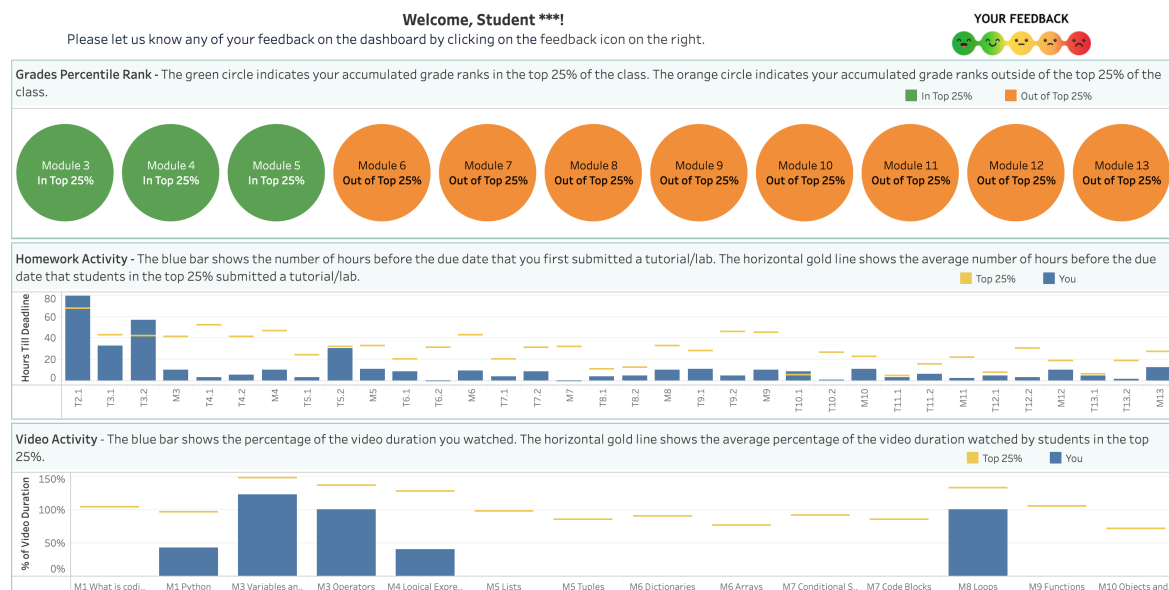 Welcome, Student ***!
YOUR FEEDBACK
Please let us know any of your feedback on the dashboard by clicking on the feedback icon on the right.
Grades Percentile Rank - The green circle indicates your accumulated grade ranks in the top 25% of the class. The orange circle indicates your accumulated grade ranks outside of the top 25% of the
class.
In Top 25% Out of Top 25%
Module 3 Module 4 Module 5 Module 6 Module 7 Module 8 Module 9 Module 10 Module 11 Module 12 Module 13
In Top 25% In Top 25% In Top 25% Out of Top 25% Out of Top 25% Out of Top 25% Out of Top 25% Out of Top 25% Out of Top 25% Out of Top 25% Out of Top 25%
Homework Activity - The blue bar shows the number of hours before the due date that you first submitted a tutorial/lab. The horizontal gold line shows the average number of hours before the due
date that students in the top 25% submitted a tutorial/lab.
Top 25% You
Hours Till Deadline
80
60
40
20
0
T2.1 T3.1 T3.2 M3 T4.1 T4.2 M4 T5.1 T5.2 M5 T6.1 T6.2 M6 T7.1 T7.2 M7 T8.1 T8.2 M8 T9.1 T9.2 M9 T10.1 T10.2 M10 T11.1 T11.2 M11 T12.1 T12.2 M12 T13.1 T13.2 M13
Video Activity - The blue bar shows the percentage of the video duration you watched. The horizontal gold line shows the average percentage of the video duration watched by students in the top
25%.
Top 25% You
% of Video Duration
150%
100%
50%
0%
M1 What is codi.. M1 Python M3 Variables an.. M3 Operators M4 Logical Expre.. M5 Lists M5 Tuples M6 Dictionaries M6 Arrays M7 Conditional S.. M7 Code Blocks M8 Loops M9 Functions M10 Objects and